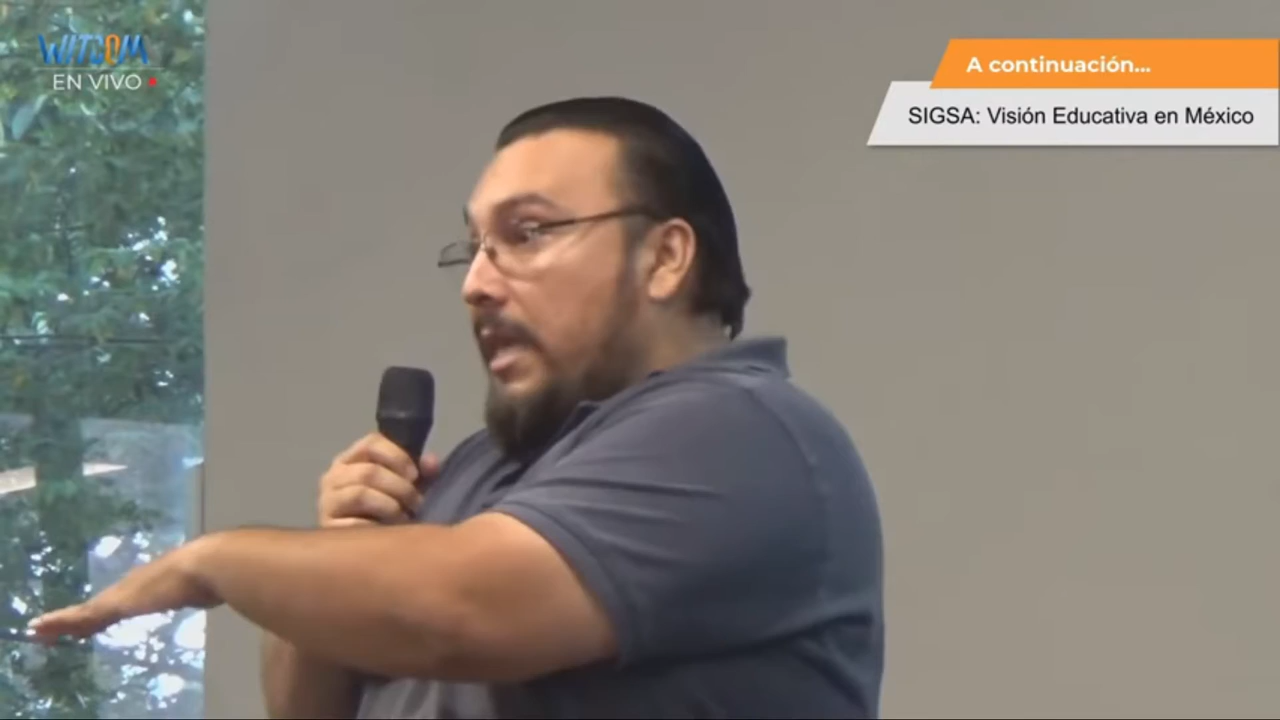 WITCOM
EN VIVO
A continuación...
SIGSA: Visión Educativa en México